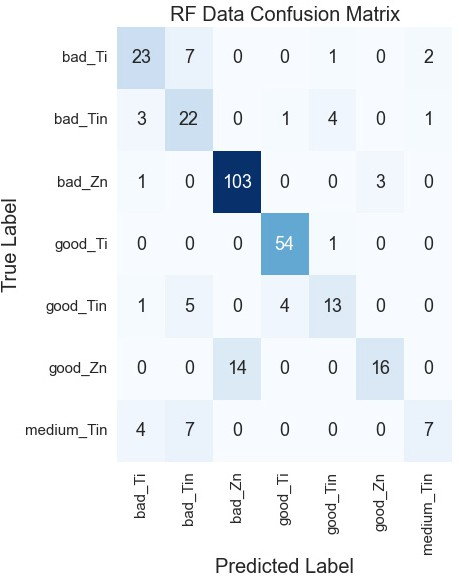 RF Data Confusion Matrix
True Label
bad_Ti 23 7 0 0 1 0 2
bad_Tin 3 22 0 1 4 0 1
bad_Zn 1 0 103 0 0 3 0
good_Ti 0 0 0 54 1 0 0
good_Tin 1 5 0 4 13 0 0
good_Zn 0 0 14 0 0 16 0
medium_Tin 4 7 0 0 0 0 7
bad_Ti bad_Tin bad_Zn good_Ti good_Tin good_Zn medium_Tin
Predicted Label